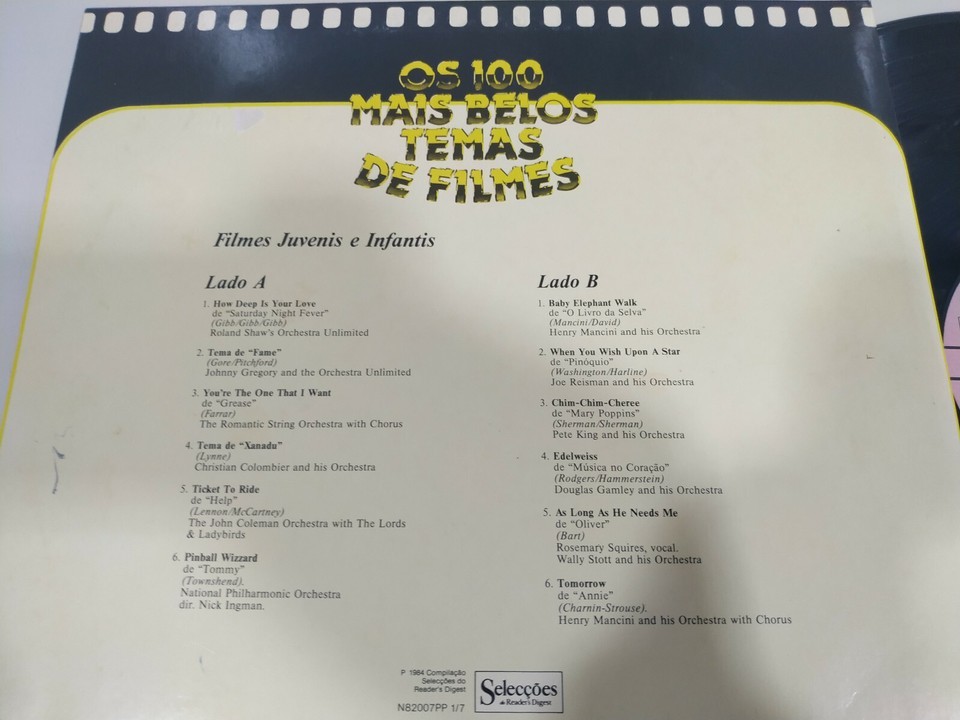 OS 100
MAIS BELOS
TEMAS
DE FILMES
Filmes Juvenis e Infantis
Lado A
1. How Deep Is Your Love
de "Saturday Night Fever"
(Gibb/Gibb/Gibb)
Roland Shaw's Orchestra Unlimited
2. Tema de "Fame"
(Gore/Pitchford)
Johnny Gregory and the Orchestra Unlimited
3. You're The One That I Want
de "Grease"
(Farrar)
The Romantic String Orchestra with Chorus
4. Tema de "Xanadu"
(Lynne)
Christian Colombier and his Orchestra
5. Ticket To Ride
de "Help"
(Lennon/McCartney)
The John Coleman Orchestra with The Lords
& Ladybirds
6. Pinball Wizzard
de "Tommy"
(Townshend).
National Philharmonic Orchestra
dir. Nick Ingman.
Lado B
1. Baby Elephant Walk
de "O Livro da Selva"
(Mancini/David)
Henry Mancini and his Orchestra
2. When You Wish Upon A Star
de "Pinóquio"
(Washington/Harline)
Joe Reisman and his Orchestra
3. Chim-Chim-Cheree
de "Mary Poppins"
(Sherman/Sherman)
Pete King and his Orchestra
4. Edelweiss
de "Música no Coração"
(Rodgers/Hammerstein)
Douglas Gamley and his Orchestra
5. As Long As He Needs Me
de "Oliver"
(Bart)
Rosemary Squires, vocal.
Wally Stott and his Orchestra
6. Tomorrow
de "Annie"
(Charnin-Strouse).
Henry Mancini and his Orchestra with Chorus
P 1984 Compilação
Selecções do
Reader's Digest
N82007PP 1/7
Selecções
do Reader's Digest